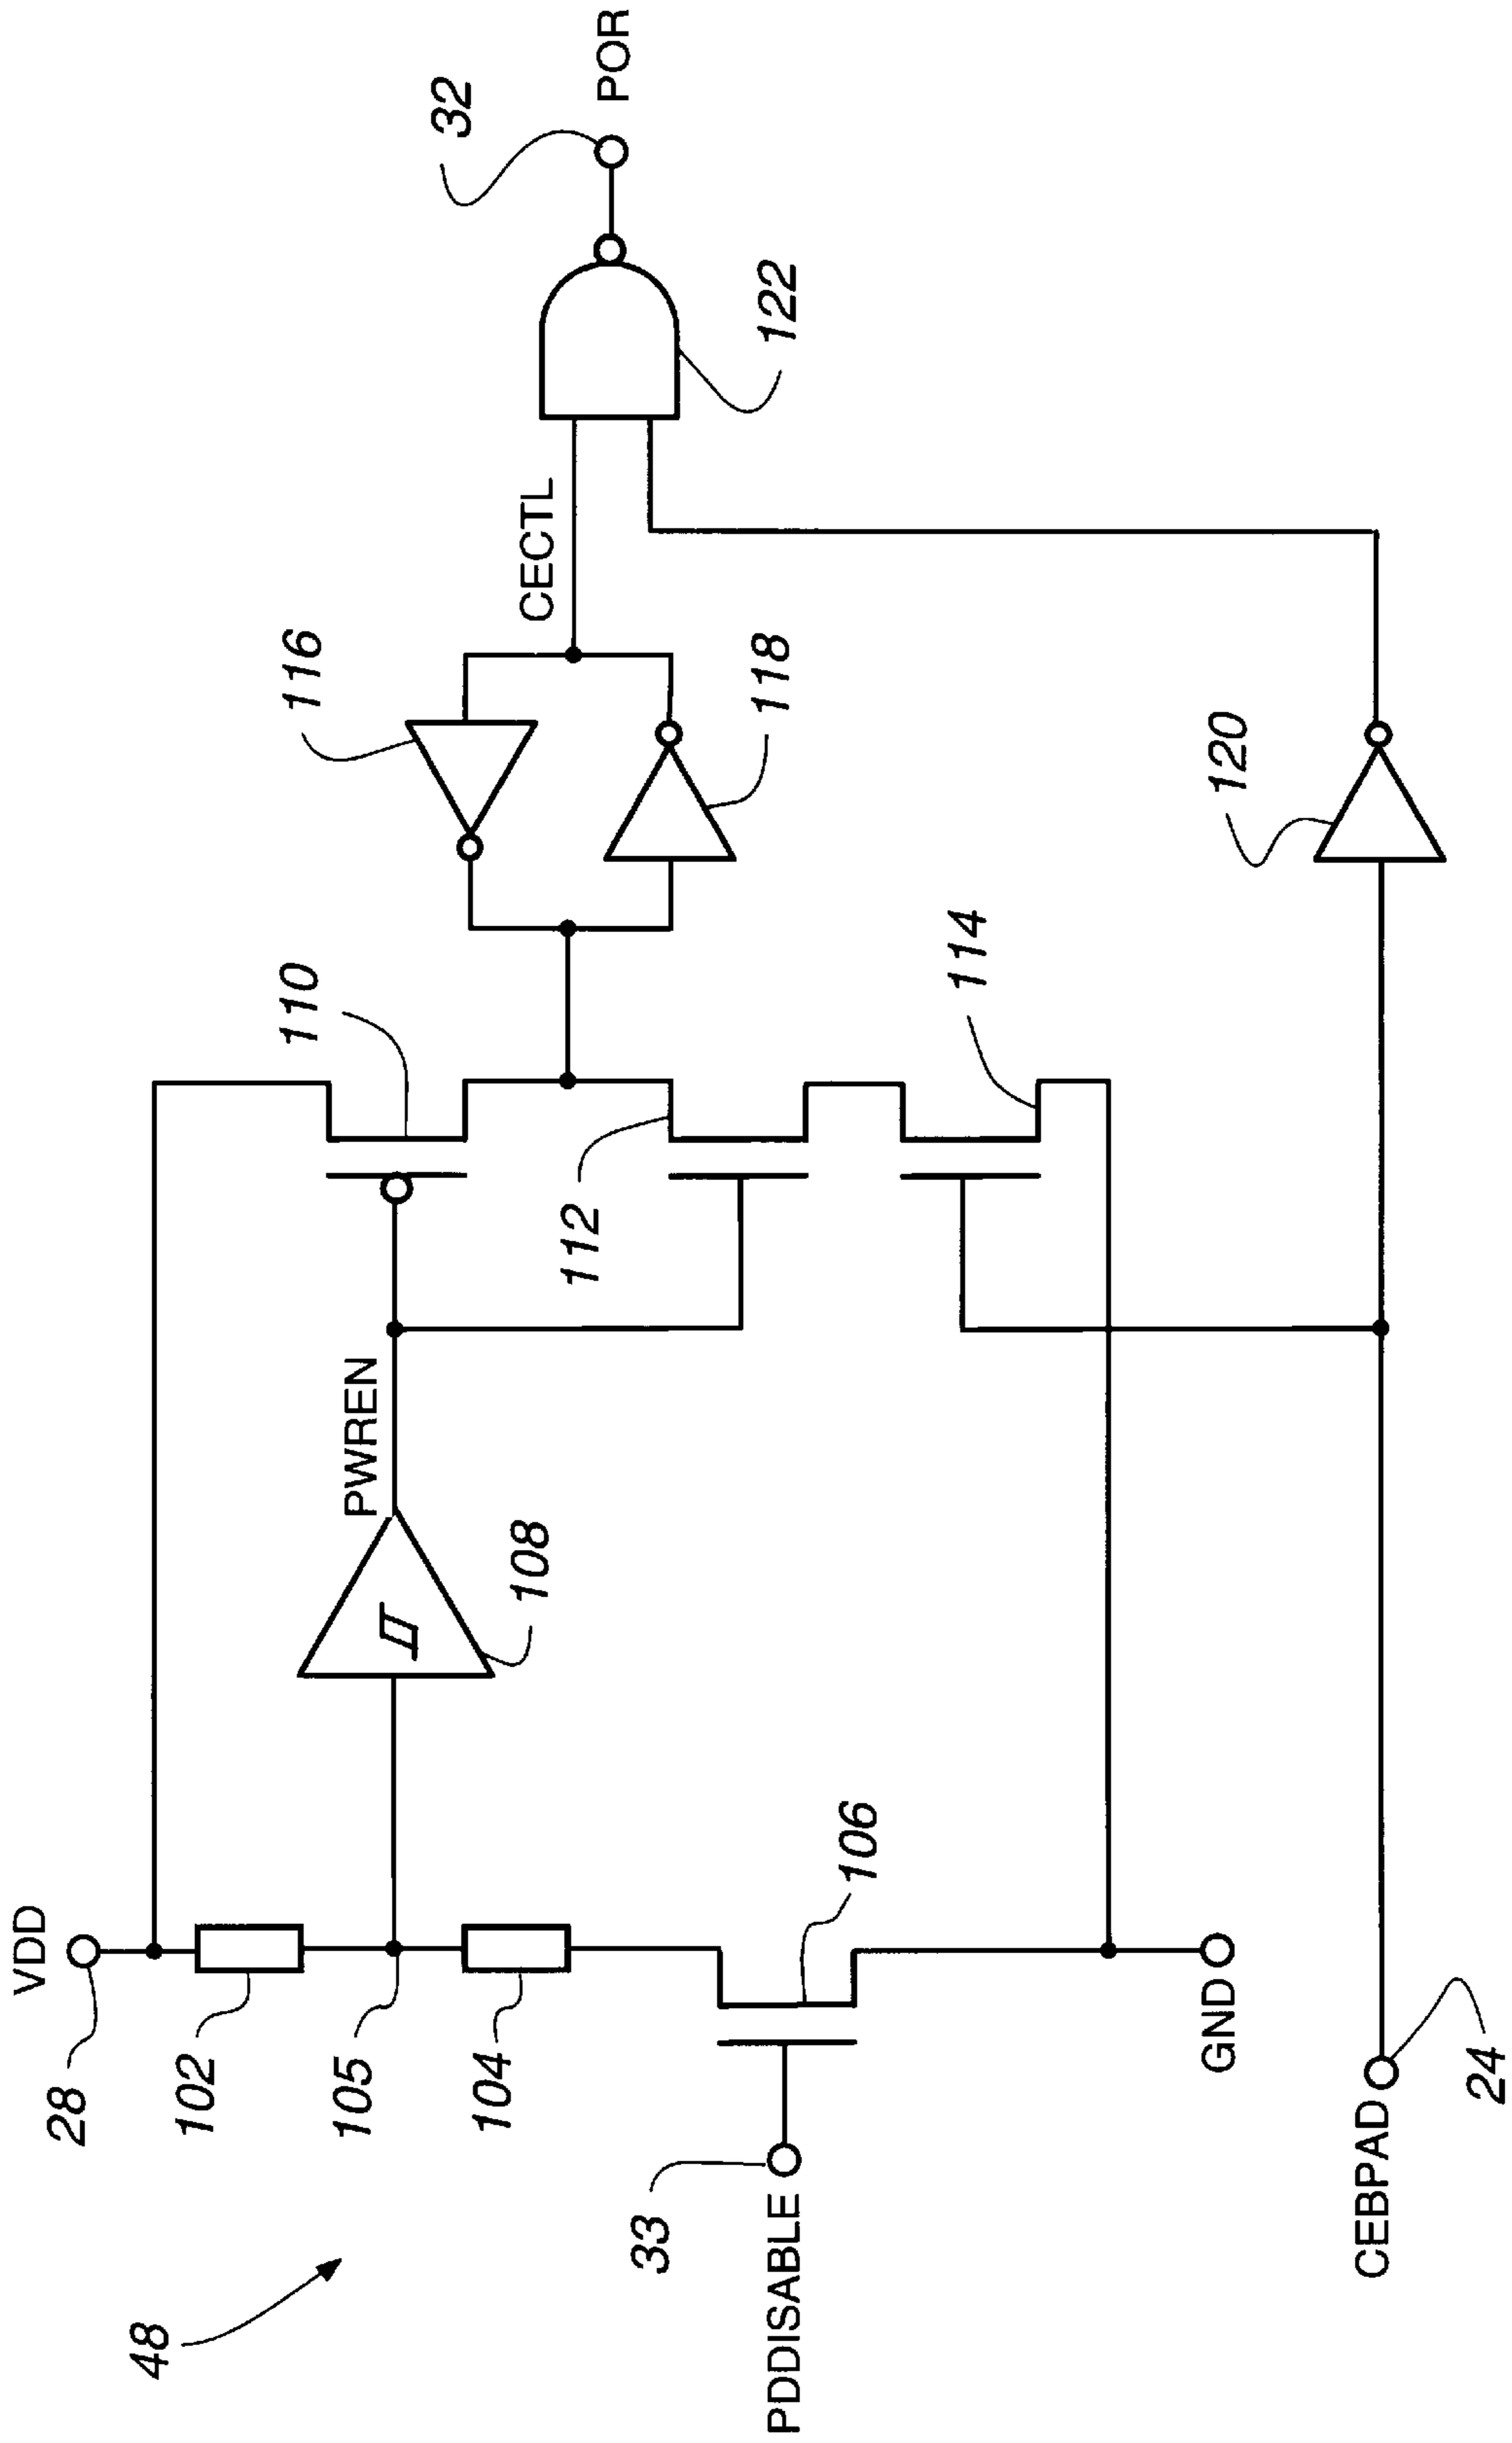 48
VDD
28
102
105
104
33
PDDISABLE
106
GND
CEBPAD
24
108
PWREN
110
112
114
116
118
120
CECTL
122
32
POR